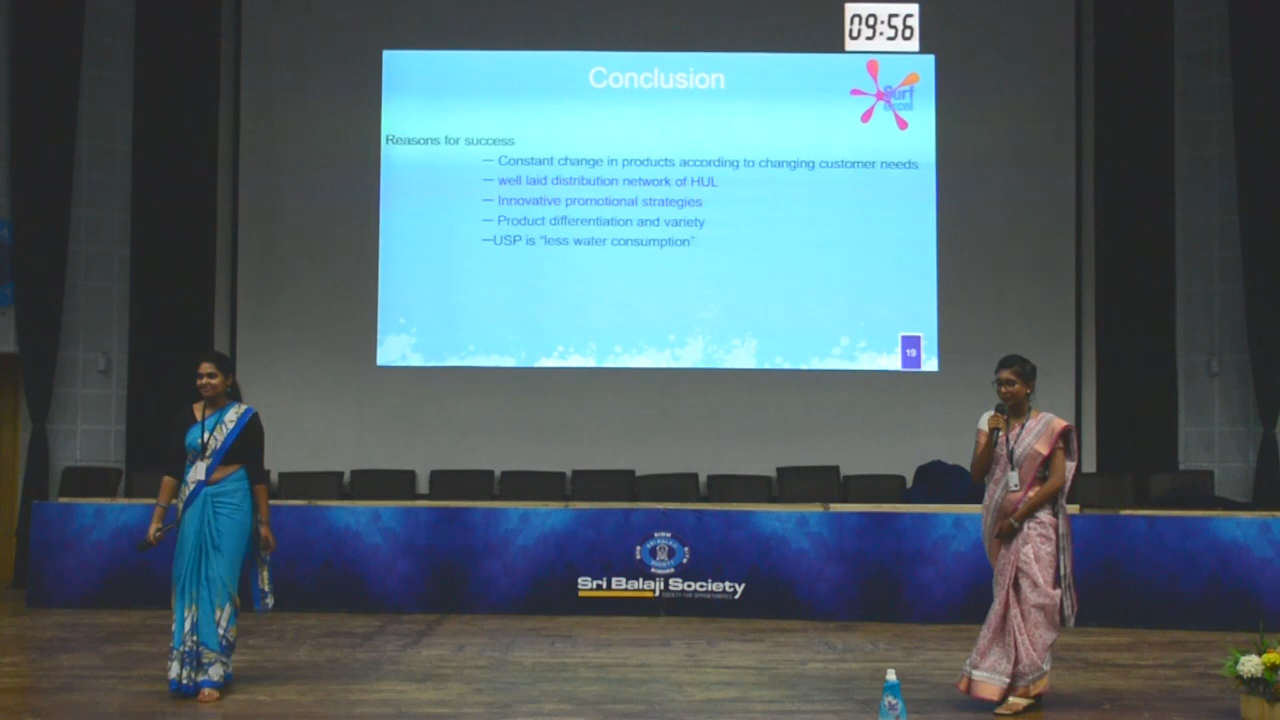 09:56
Conclusion
Surf
excel
Reasons for success
— Constant change in products according to changing customer needs
— well laid distribution network of HUL
— Innovative promotional strategies
— Product differentiation and variety
—USP is “less water consumption”
19
Sri Balaji Society